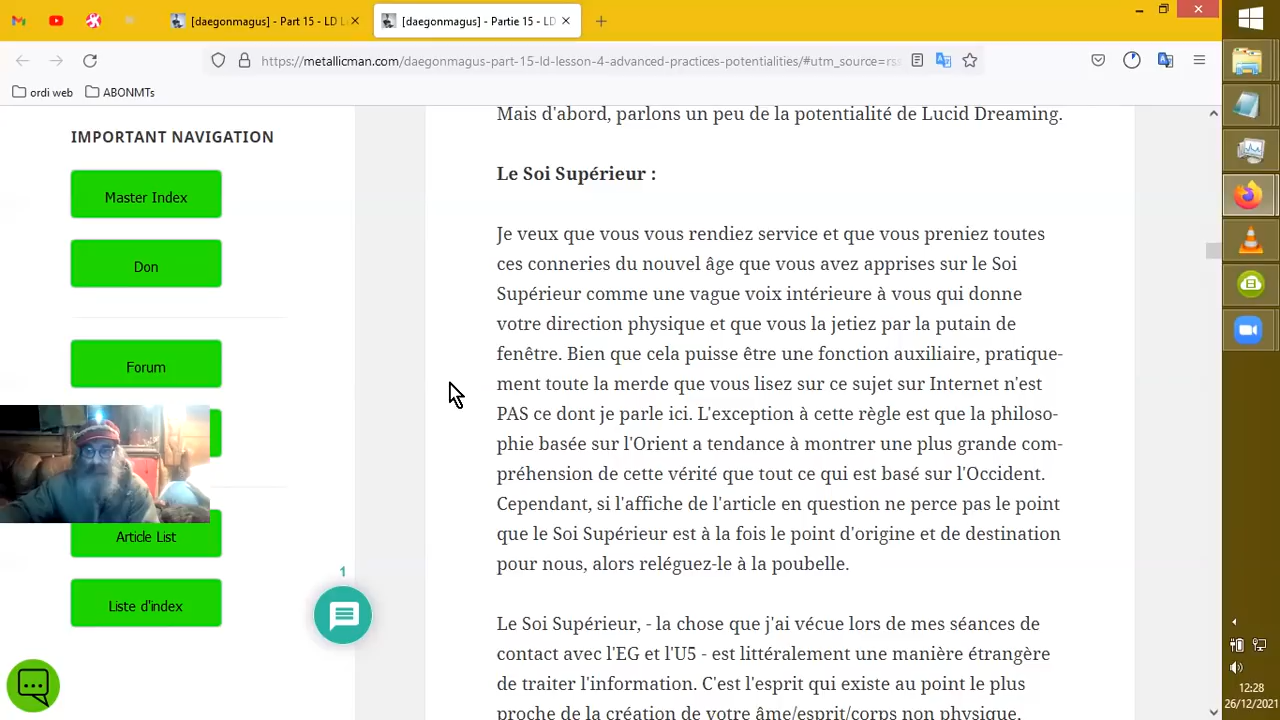 [daegonmagus] - Part 15 - LD L
[daegonmagus] - Partie 15 - LD
https://metallicman.com/daegonmagus-part-15-ld-lesson-4-advanced-practices-potentialities/#utm_source=rs
ordi web
ABONMTs
IMPORTANT NAVIGATION
Master Index
Don
Forum
Article List
Liste d'index
1
Mais d'abord, parlons un peu de la potentialité de Lucid Dreaming.
Le Soi Supérieur :
Je veux que vous vous rendiez service et que vous preniez toutes
ces conneries du nouvel âge que vous avez apprises sur le Soi
Supérieur comme une vague voix intérieure à vous qui donne
votre direction physique et que vous la jetiez par la putain de
fenêtre. Bien que cela puisse être une fonction auxiliaire, pratique-
ment toute la merde que vous lisez sur ce sujet sur Internet n'est
PAS ce dont je parle ici. L'exception à cette règle est que la philoso-
phie basée sur l'Orient a tendance à montrer une plus grande com-
préhension de cette vérité que tout ce qui est basé sur l'Occident.
Cependant, si l'affiche de l'article en question ne perce pas le point
que le Soi Supérieur est à la fois le point d'origine et de destination
pour nous, alors reléguez-le à la poubelle.
Le Soi Supérieur, - la chose que j'ai vécue lors de mes séances de
contact avec l'EG et l'U5 - est littéralement une manière étrangère
de traiter l'information. C'est l'esprit qui existe au point le plus
proche de la création de votre âme/esprit/corps non physique.
12:28
26/12/2021